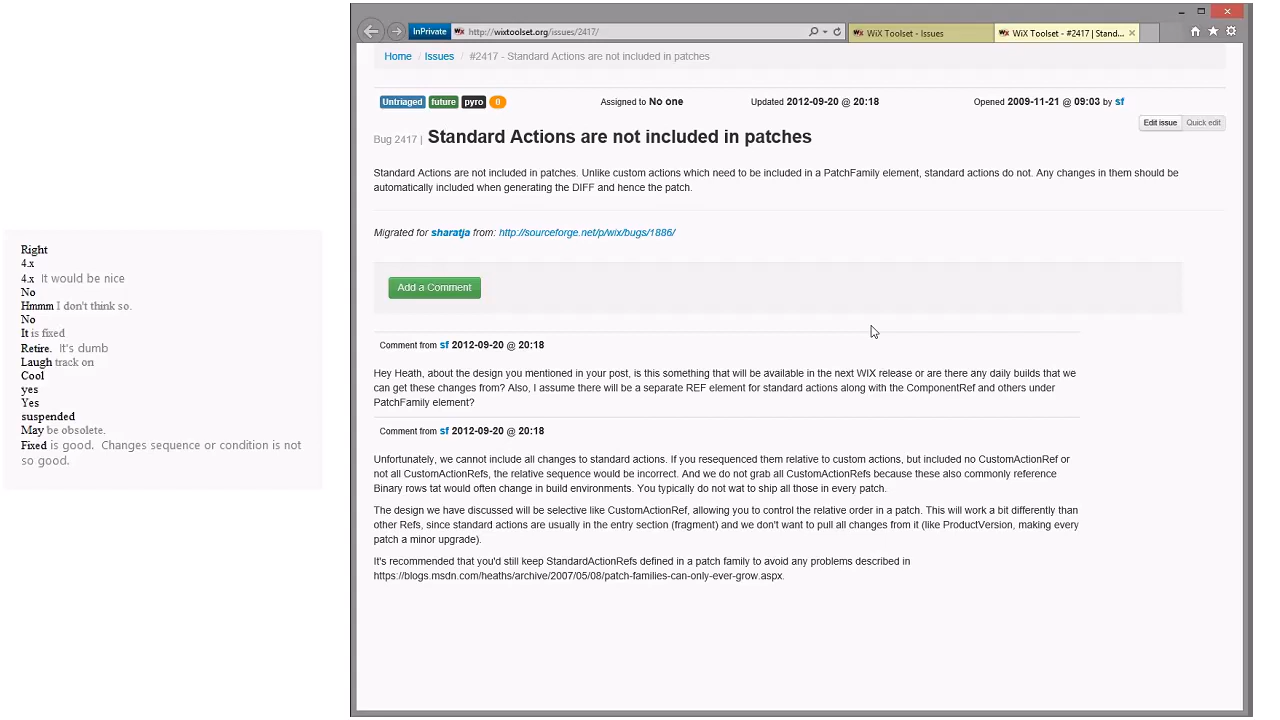 Right
4.x
4.x It would be nice
No
Hmmm I don't think so.
No
It is fixed
Retire. It's dumb
Laugh track on
Cool
yes
Yes
suspended
May be obsolete.
Fixed is good. Changes sequence or condition is not
so good.
InPrivate http://wixtoolset.org/issues/2417/ WiX Toolset - Issues WiX Toolset - #2417 | Stand...
Home / Issues / #2417 - Standard Actions are not included in patches
Untriaged future pyro 0 Assigned to No one Updated 2012-09-20 @ 20:18 Opened 2009-11-21 @ 09:03 by sf
Edit issue Quick edit
Bug 2417 | Standard Actions are not included in patches
Standard Actions are not included in patches. Unlike custom actions which need to be included in a PatchFamily element, standard actions do not. Any changes in them should be
automatically included when generating the DIFF and hence the patch.
Migrated for sharatja from: http://sourceforge.net/p/wix/bugs/1886/
Add a Comment
Comment from sf 2012-09-20 @ 20:18
Hey Heath, about the design you mentioned in your post, is this something that will be available in the next WIX release or are there any daily builds that we
can get these changes from? Also, I assume there will be a separate REF element for standard actions along with the ComponentRef and others under
PatchFamily element?
Comment from sf 2012-09-20 @ 20:18
Unfortunately, we cannot include all changes to standard actions. If you resequenced them relative to custom actions, but included no CustomActionRef or
not all CustomActionRefs, the relative sequence would be incorrect. And we do not grab all CustomActionRefs because these also commonly reference
Binary rows tat would often change in build environments. You typically do not wat to ship all those in every patch.
The design we have discussed will be selective like CustomActionRef, allowing you to control the relative order in a patch. This will work a bit differently than
other Refs, since standard actions are usually in the entry section (fragment) and we don't want to pull all changes from it (like ProductVersion, making every
patch a minor upgrade).
It's recommended that you'd still keep StandardActionRefs defined in a patch family to avoid any problems described in
https://blogs.msdn.com/heaths/archive/2007/05/08/patch-families-can-only-ever-grow.aspx.